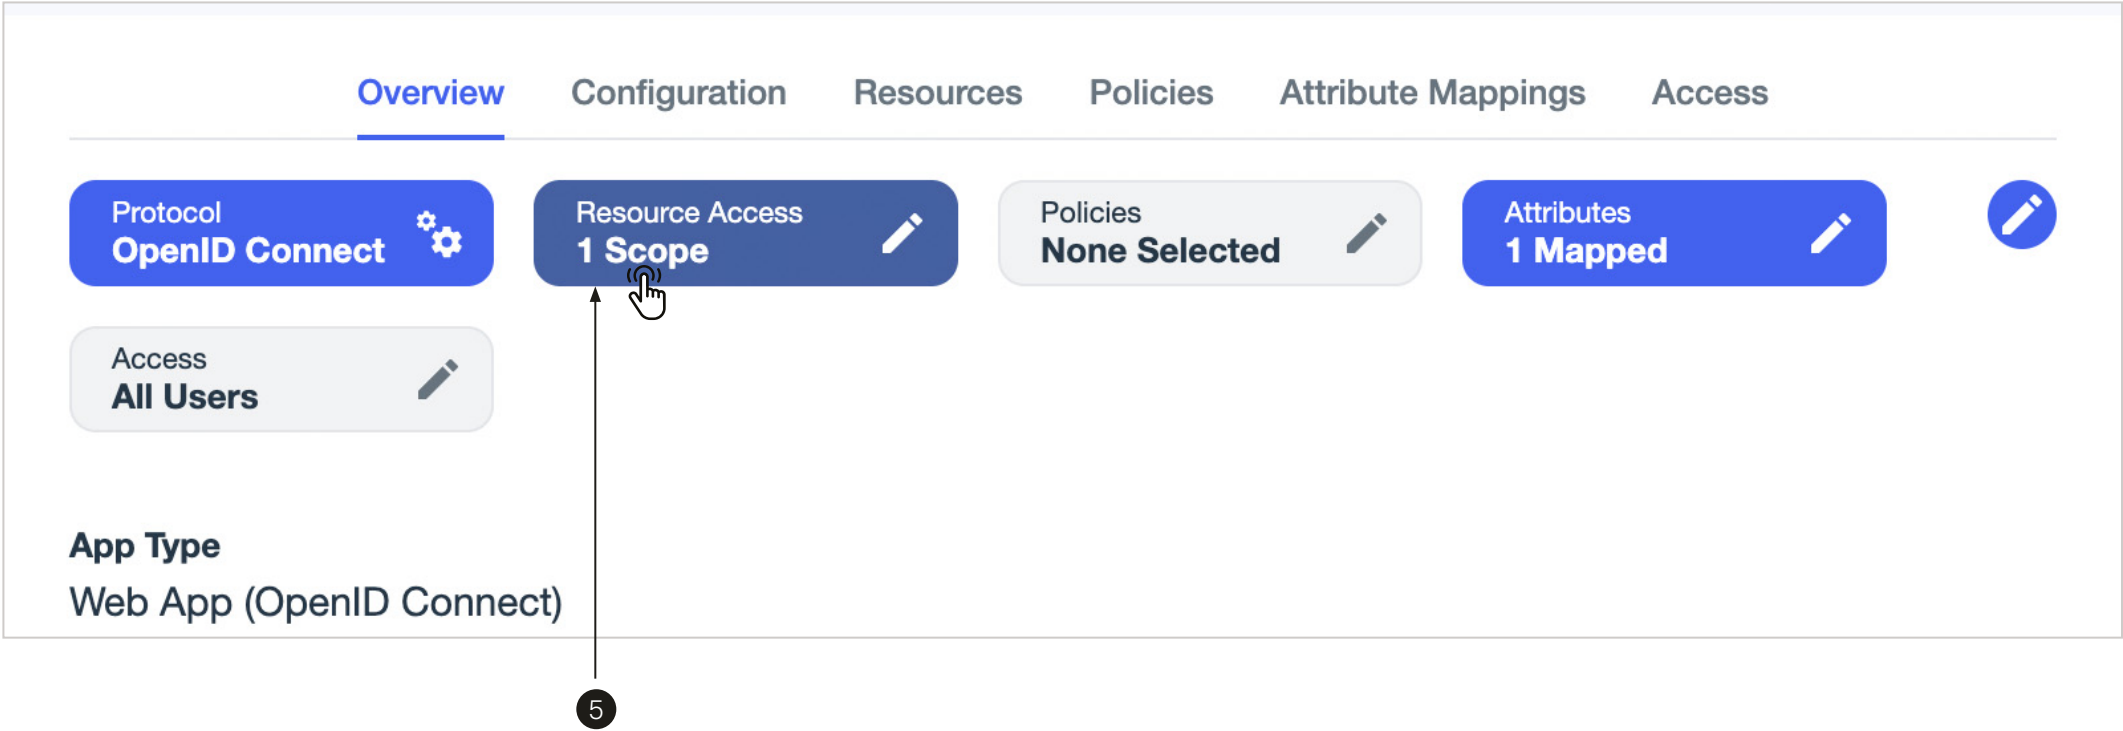 Overview Configuration Resources Policies Attribute Mappings Access
Protocol
OpenID Connect
Resource Access
1 Scope
Policies
None Selected
Attributes
1 Mapped
Access
All Users
App Type
Web App (OpenID Connect)
5